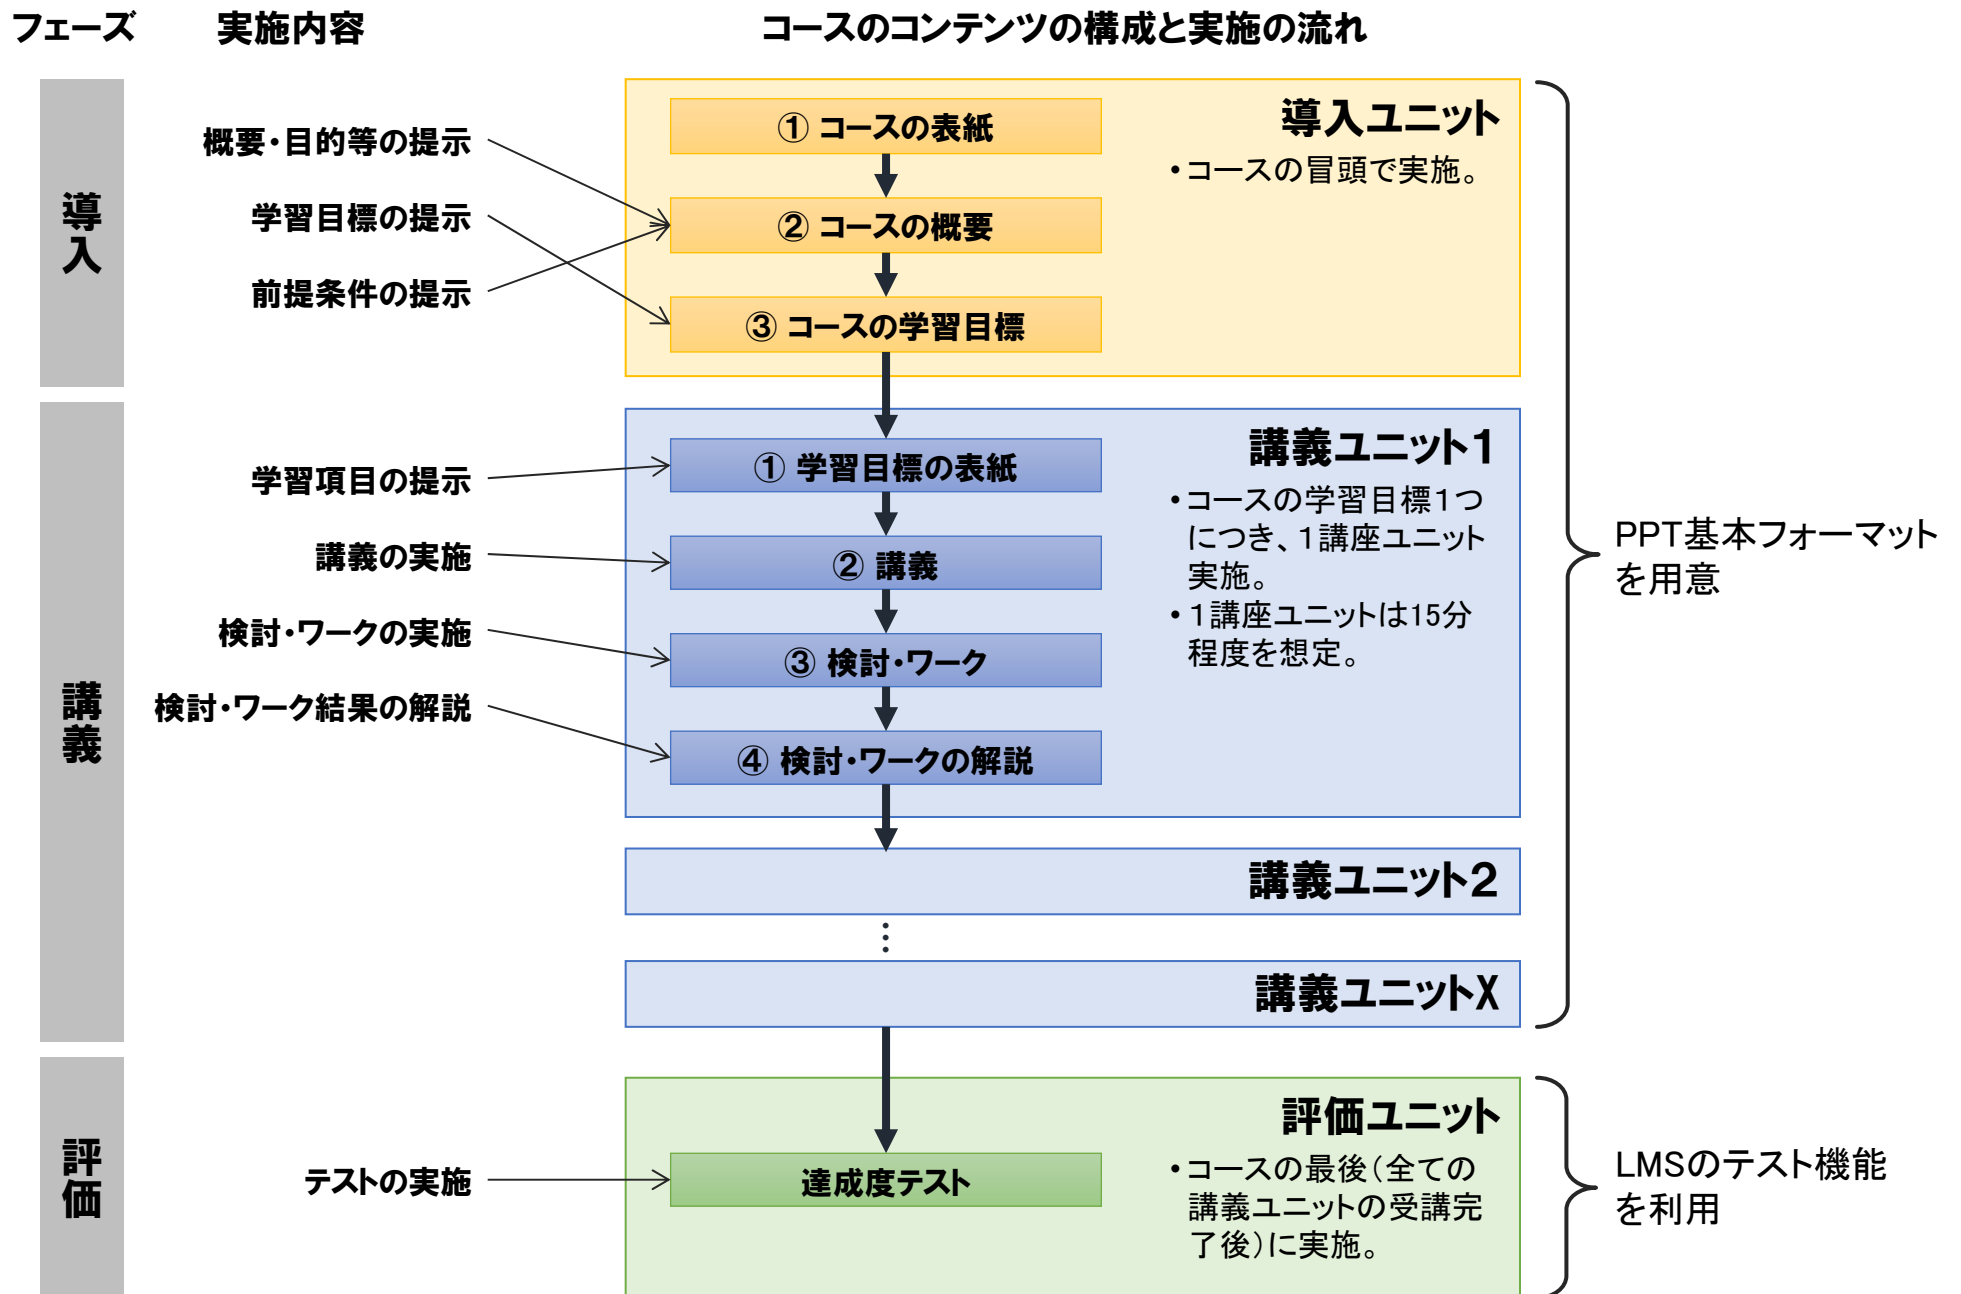 フェーズ
実施内容
コースのコンテンツの構成と実施の流れ
導入
概要・目的等の提示
学習目標の提示
前提条件の提示
① コースの表紙
② コースの概要
③ コースの学習目標
導入ユニット
•コースの冒頭で実施。
講義
学習項目の提示
講義の実施
検討・ワークの実施
検討・ワーク結果の解説
① 学習目標の表紙
② 講義
③ 検討・ワーク
④ 検討・ワークの解説
講義ユニット1
•コースの学習目標１つ
につき、１講座ユニット
実施。
•１講座ユニットは15分
程度を想定。
講義ユニット2
⋮
講義ユニットX
PPT基本フォーマット
を用意
評価
テストの実施
達成度テスト
評価ユニット
•コースの最後（全ての
講義ユニットの受講完
了後）に実施。
LMSのテスト機能
を利用